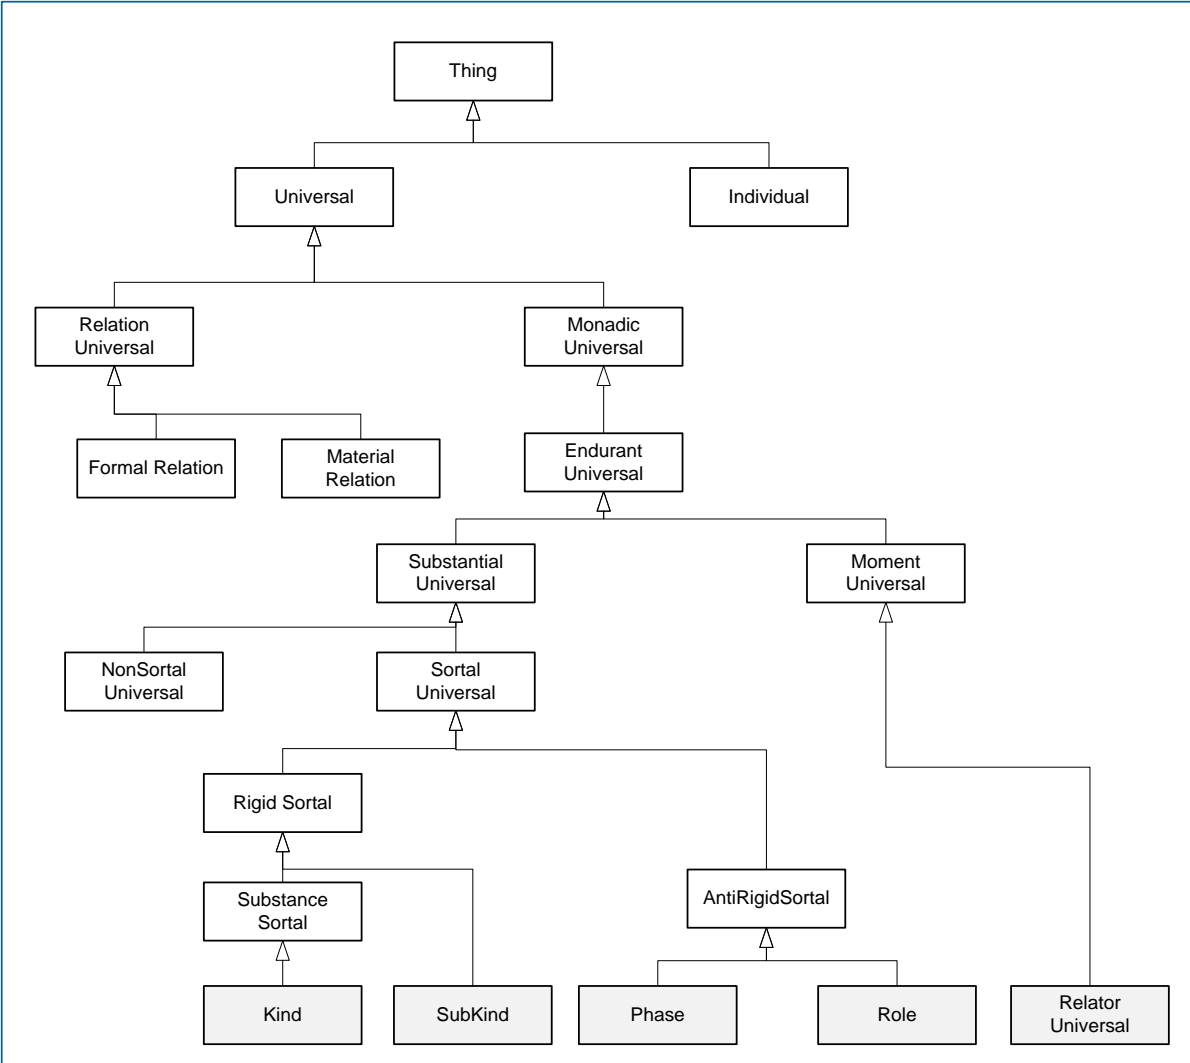 Thing
Universal
Individual
Relation
Universal
Monadic
Universal
Formal Relation
Material
Relation
Endurant
Universal
Substantial
Universal
Moment
Universal
NonSortal
Universal
Sortal
Universal
Rigid Sortal
Substance
Sortal
AntiRigidSortal
Kind
SubKind
Phase
Role
Relator
Universal